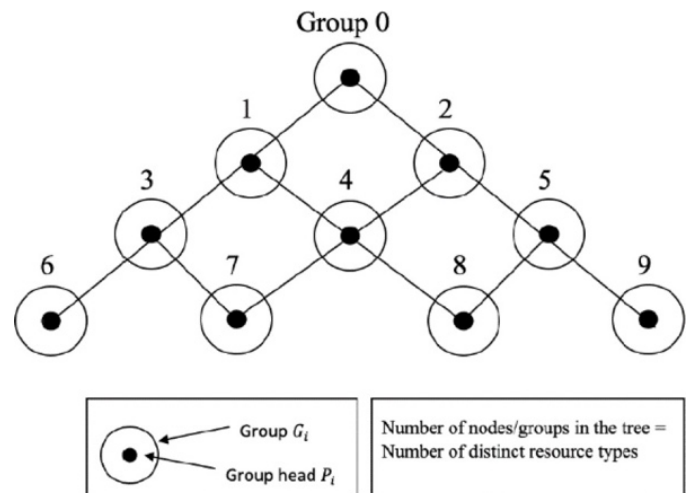 Group 0
1 2
3 4 5
6 7 8 9
Group G_i
Group head P_i
Number of nodes/groups in the tree =
Number of distinct resource types